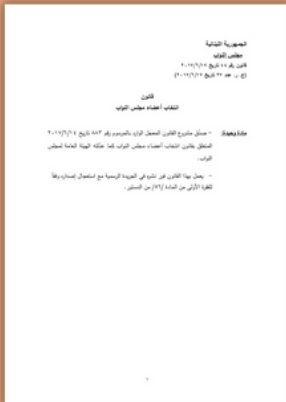 الجمهورية اللبنانية
مجلس النواب
قانون رقم ٤٤ تاريخ ٢٠١٧/٦/١٧
(ج. ر. عدد ٢٧ تاريخ ٢٠١٧/٦/١٧)
قانون
انتخاب أعضاء مجلس النواب
مادة وحيدة: – صدّق مشروع القانون المعجل الوارد بالمرسوم رقم ٨٨٢ تاريخ ٢٠١٧/٦/١٤
المتعلق بقانون انتخاب أعضاء مجلس النواب كما عدلته الهيئة العامة لمجلس
النواب.
– يعمل بهذا القانون فور نشره في الجريدة الرسمية مع استعجال إصداره وفقاً
للفقرة الأولى من المادة /٥٦/ من الدستور.
١